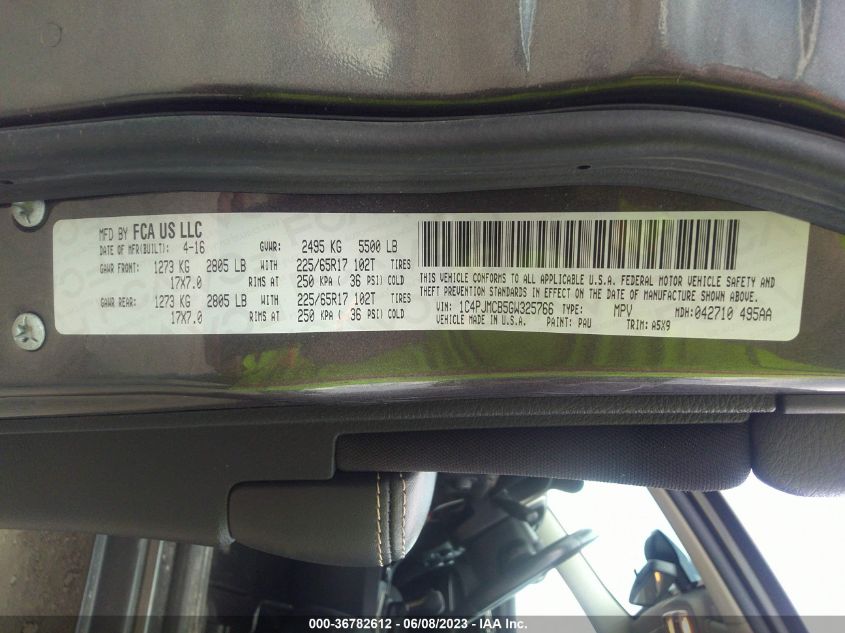 MFD BY FCA US LLC
DATE OF MFR(BUILT): 4-16 GVWR: 2495 KG 5500 LB
GAWR FRONT: 1273 KG 2805 LB WITH 225/65R17 102T TIRES
17X7.0 RIMS AT 250 KPA ( 36 PSI) COLD
GAWR REAR: 1273 KG 2805 LB WITH 225/65R17 102T TIRES
17X7.0 RIMS AT 250 KPA ( 36 PSI) COLD
THIS VEHICLE CONFORMS TO ALL APPLICABLE U.S.A. FEDERAL MOTOR VEHICLE SAFETY AND
THEFT PREVENTION STANDARDS IN EFFECT ON THE DATE OF MANUFACTURE SHOWN ABOVE.
VIN: 1C4PJMCB5GW325766 TYPE: MPV MDH: 042710 495AA
VEHICLE MADE IN U.S.A. PAINT: PAU TRIM: A5X9
000-36782612 - 06/08/2023 - IAA Inc.